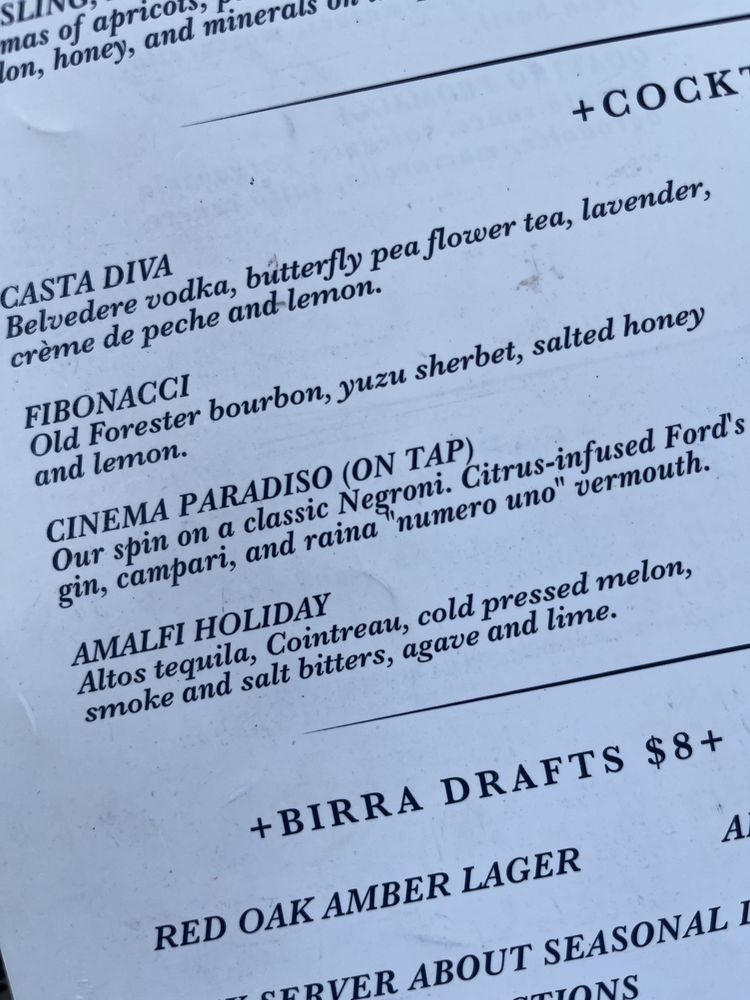 mas of apricots,
lon, honey, and minerals on
+COCKT
CASTA DIVA
Belvedere vodka, butterfly pea flower tea, lavender,
crème de peche and lemon.
FIBONACCI
Old Forester bourbon, yuzu sherbet, salted honey
and lemon.
CINEMA PARADISO (ON TAP)
Our spin on a classic Negroni. Citrus-infused Ford's
gin, campari, and raina "numero uno" vermouth.
AMALFI HOLIDAY
Altos tequila, Cointreau, cold pressed melon,
smoke and salt bitters, agave and lime.
+BIRRA DRAFTS $8+
RED OAK AMBER LAGER
SERVER ABOUT SEASONAL